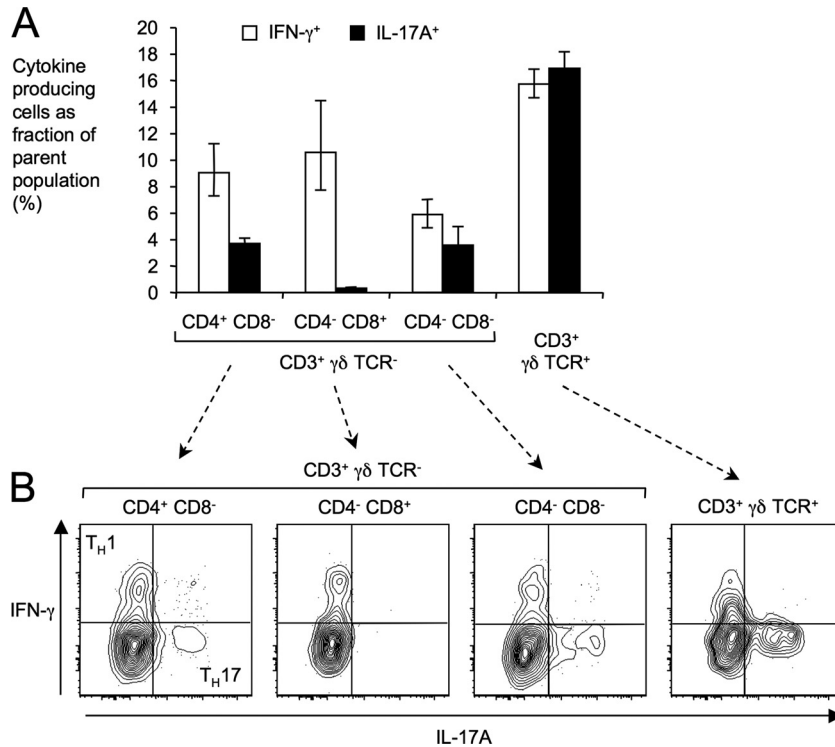 A
IFN-γ⁺ IL-17A⁺
Cytokine
producing
cells as
fraction of
parent
population
(%)
20
18
16
14
12
10
8
6
4
2
0
CD4⁺ CD8⁻ CD4⁻ CD8⁺ CD4⁻ CD8⁻
CD3⁺ γδ TCR⁻
CD3⁺
γδ TCR⁺
B
CD3⁺ γδ TCR⁻
CD4⁺ CD8⁻ CD4⁻ CD8⁺ CD4⁻ CD8⁻ CD3⁺ γδ TCR⁺
T_H1
IFN-γ
T_H17
IL-17A